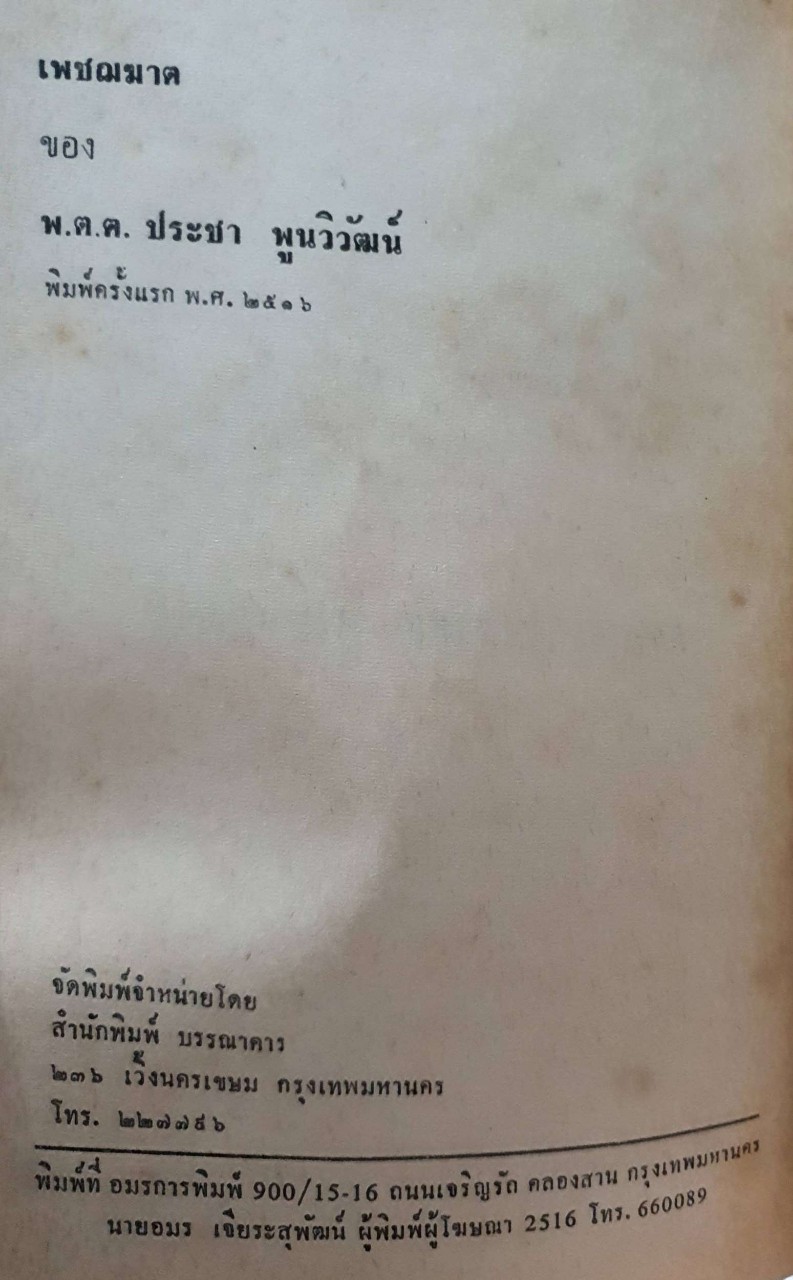 เพชฌฆาต
ของ
พ.ต.ต. ประชา พูนวิวัฒน์
พิมพ์ครั้งแรก พ.ศ. ๒๕๑๖
จัดพิมพ์จำหน่ายโดย
สำนักพิมพ์ บรรณาคาร
๒๓๖ เวิ้งนครเขษม กรุงเทพมหานคร
โทร. ๒๒๗๗๙๖
พิมพ์ที่ อมรการพิมพ์ 900/15-16 ถนนเจริญรัถ คลองสาน กรุงเทพมหานคร
นายอมร เจียระสุพัฒน์ ผู้พิมพ์ผู้โฆษณา 2516 โทร. 660089